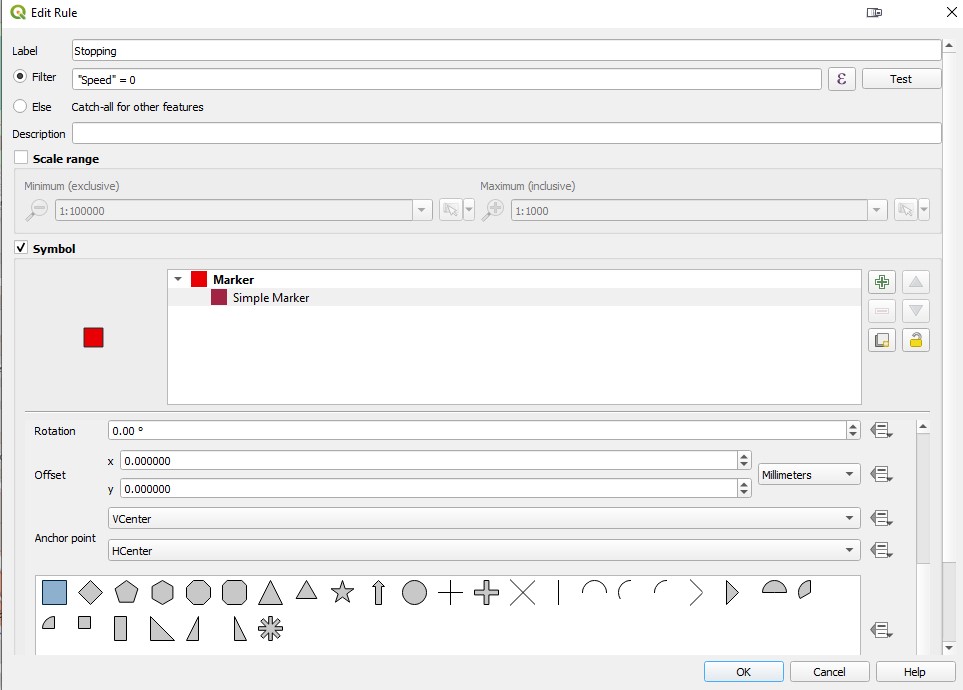 Edit Rule
Label Stopping
Filter "Speed" = 0 ε Test
Else Catch-all for other features
Description
Scale range
Minimum (exclusive) Maximum (inclusive)
1:100000 1:1000
Symbol
Marker
Simple Marker
Rotation 0.00 °
Offset x 0.000000 Millimeters
y 0.000000
Anchor point VCenter
HCenter
OK Cancel Help